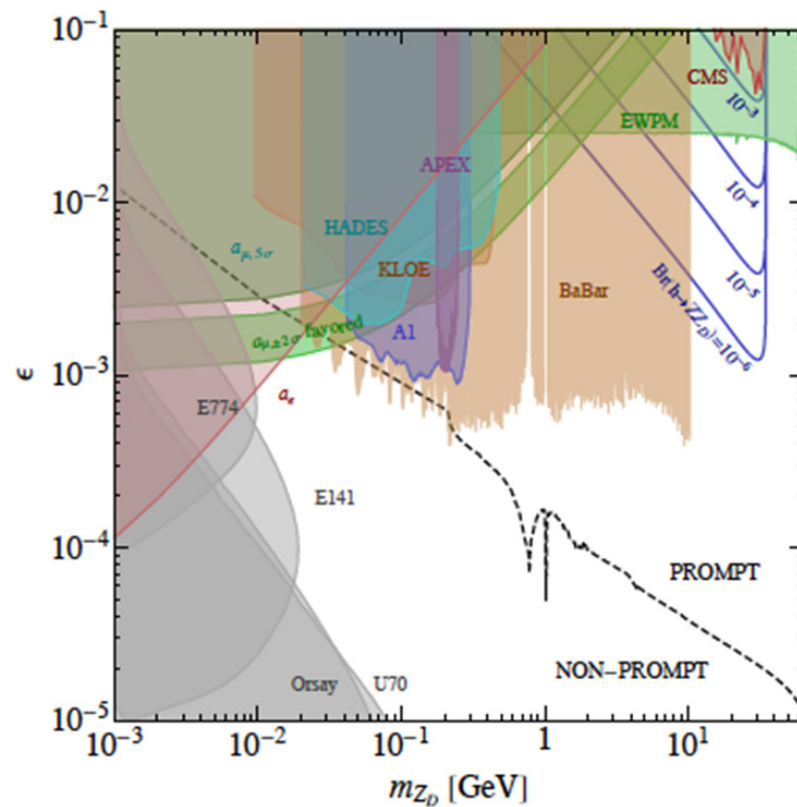 10⁻¹
10⁻²
10⁻³
10⁻⁴
10⁻⁵
ϵ
CMS
10⁻³
EWPM
APEX
10⁻⁴
HADES
a_μ,5σ
KLOE
BaBar
10⁻⁵
Br(h→ZZ_D)=10⁻⁶
A1
a_μ,±2σ favored
a_e
E774
E141
PROMPT
NON-PROMPT
Orsay
U70
10⁻³
10⁻²
10⁻¹
1
10¹
m_Z_D [GeV]